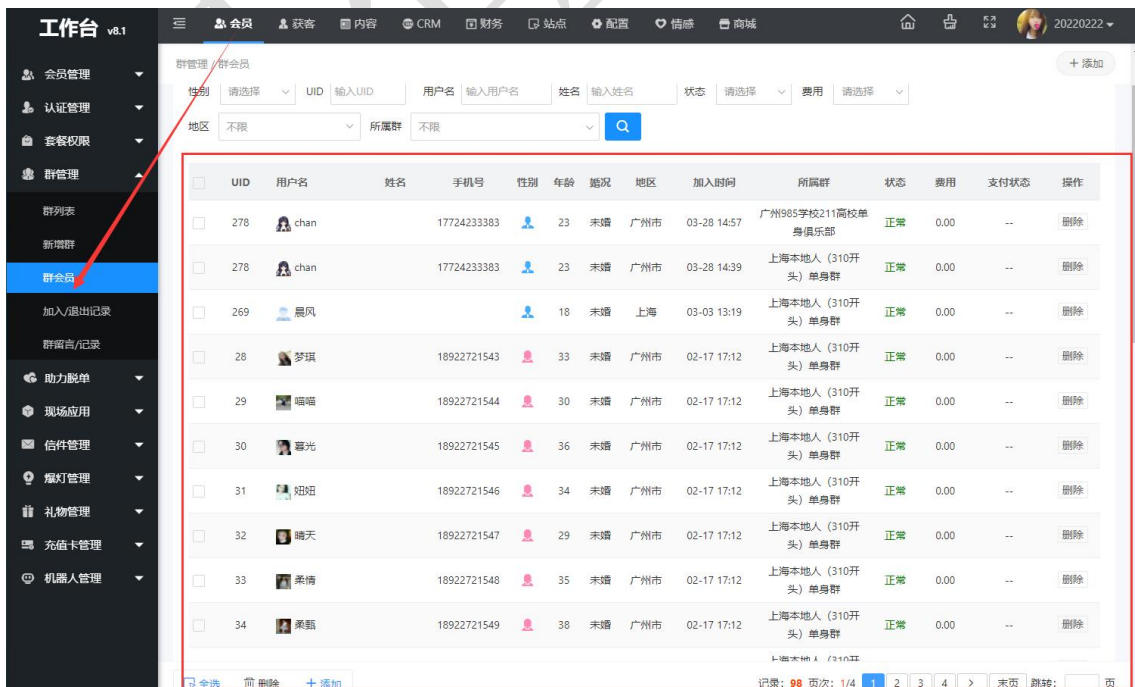 工作台 v8.1
会员 获客 内容 CRM 财务 站点 配置 情感 商城 20220222
会员管理
认证管理
套餐权限
群管理
群列表
新增群
群会员
加入/退出记录
群留言/记录
助力脱单
现场应用
信件管理
爆灯管理
礼物管理
充值卡管理
机器人管理
群管理 / 群会员 + 添加
性别 请选择 UID 输入UID 用户名 输入用户名 姓名 输入姓名 状态 请选择 费用 请选择
地区 不限 所属群 不限
UID 用户名 姓名 手机号 性别 年龄 婚况 地区 加入时间 所属群 状态 费用 支付状态 操作
278 chan 17724233383 23 未婚 广州市 03-28 14:57 广州985学校211高校单 正常 0.00 -- 删除
身俱乐部
278 chan 17724233383 23 未婚 广州市 03-28 14:39 上海本地人（310开 正常 0.00 -- 删除
头）单身群
269 晨风 18 未婚 上海 03-03 13:19 上海本地人（310开 正常 0.00 -- 删除
头）单身群
28 梦琪 18922721543 33 未婚 广州市 02-17 17:12 上海本地人（310开 正常 0.00 -- 删除
头）单身群
29 喵喵 18922721544 30 未婚 广州市 02-17 17:12 上海本地人（310开 正常 0.00 -- 删除
头）单身群
30 暮光 18922721545 36 未婚 广州市 02-17 17:12 上海本地人（310开 正常 0.00 -- 删除
头）单身群
31 妞妞 18922721546 34 未婚 广州市 02-17 17:12 上海本地人（310开 正常 0.00 -- 删除
头）单身群
32 晴天 18922721547 29 未婚 广州市 02-17 17:12 上海本地人（310开 正常 0.00 -- 删除
头）单身群
33 柔情 18922721548 35 未婚 广州市 02-17 17:12 上海本地人（310开 正常 0.00 -- 删除
头）单身群
34 柔甄 18922721549 38 未婚 广州市 02-17 17:12 上海本地人（310开 正常 0.00 -- 删除
头）单身群
上海本地人（310开
全选 删除 + 添加 记录：98 页次：1/4 1 2 3 4 > 末页 跳转： 页